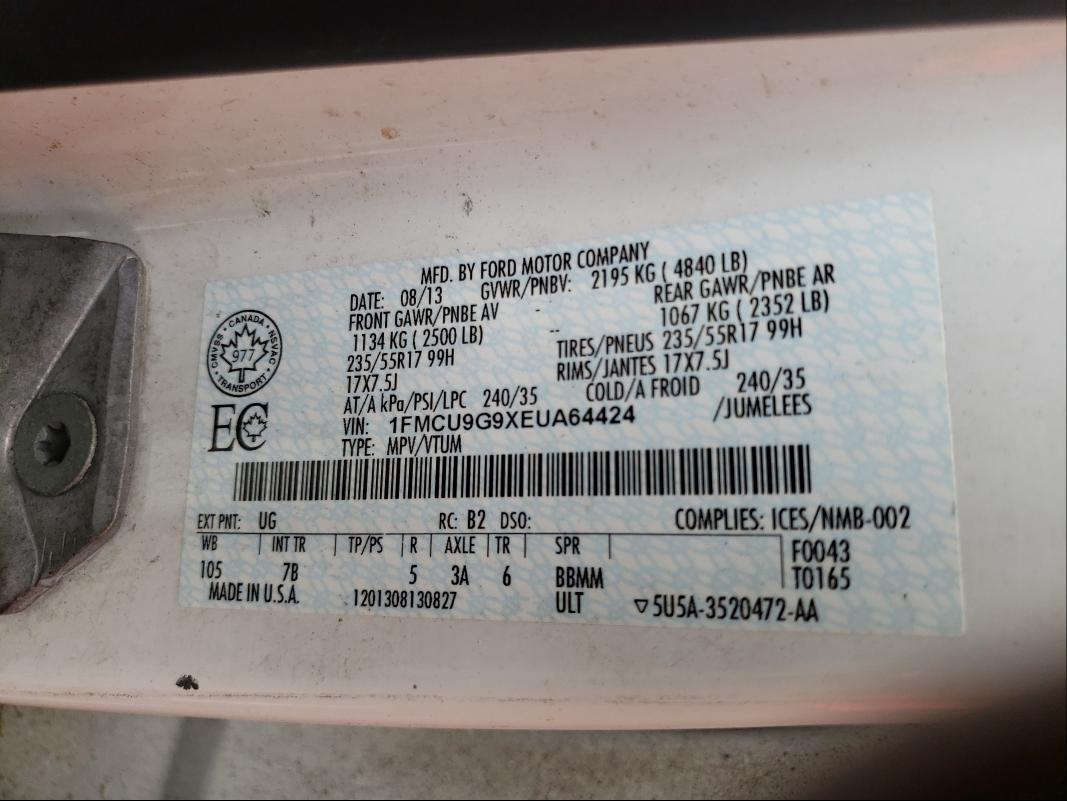 MFD. BY FORD MOTOR COMPANY
DATE: 08/13 GVWR/PNBV: 2195 KG ( 4840 LB)
FRONT GAWR/PNBE AV - REAR GAWR/PNBE AR
1134 KG ( 2500 LB) -- 1067 KG ( 2352 LB)
235/55R17 99H TIRES/PNEUS 235/55R17 99H
17X7.5J RIMS/JANTES 17X7.5J
AT/A kPa/PSI/LPC 240/35 COLD/A FROID 240/35
VIN: 1FMCU9G9XEUA64424 /JUMELEES
TYPE: MPV/VTUM
CANADA
CMVSS • NSVAC
977
TRANSPORT
EC
EXT PNT: UG RC: B2 DSO: COMPLIES: ICES/NMB-002
WB | INT TR | TP/PS | R | AXLE | TR | SPR | F0043
105 7B 5 3A 6 BBMM T0165
MADE IN U.S.A. 1201308130827 ULT ▽5U5A-3520472-AA